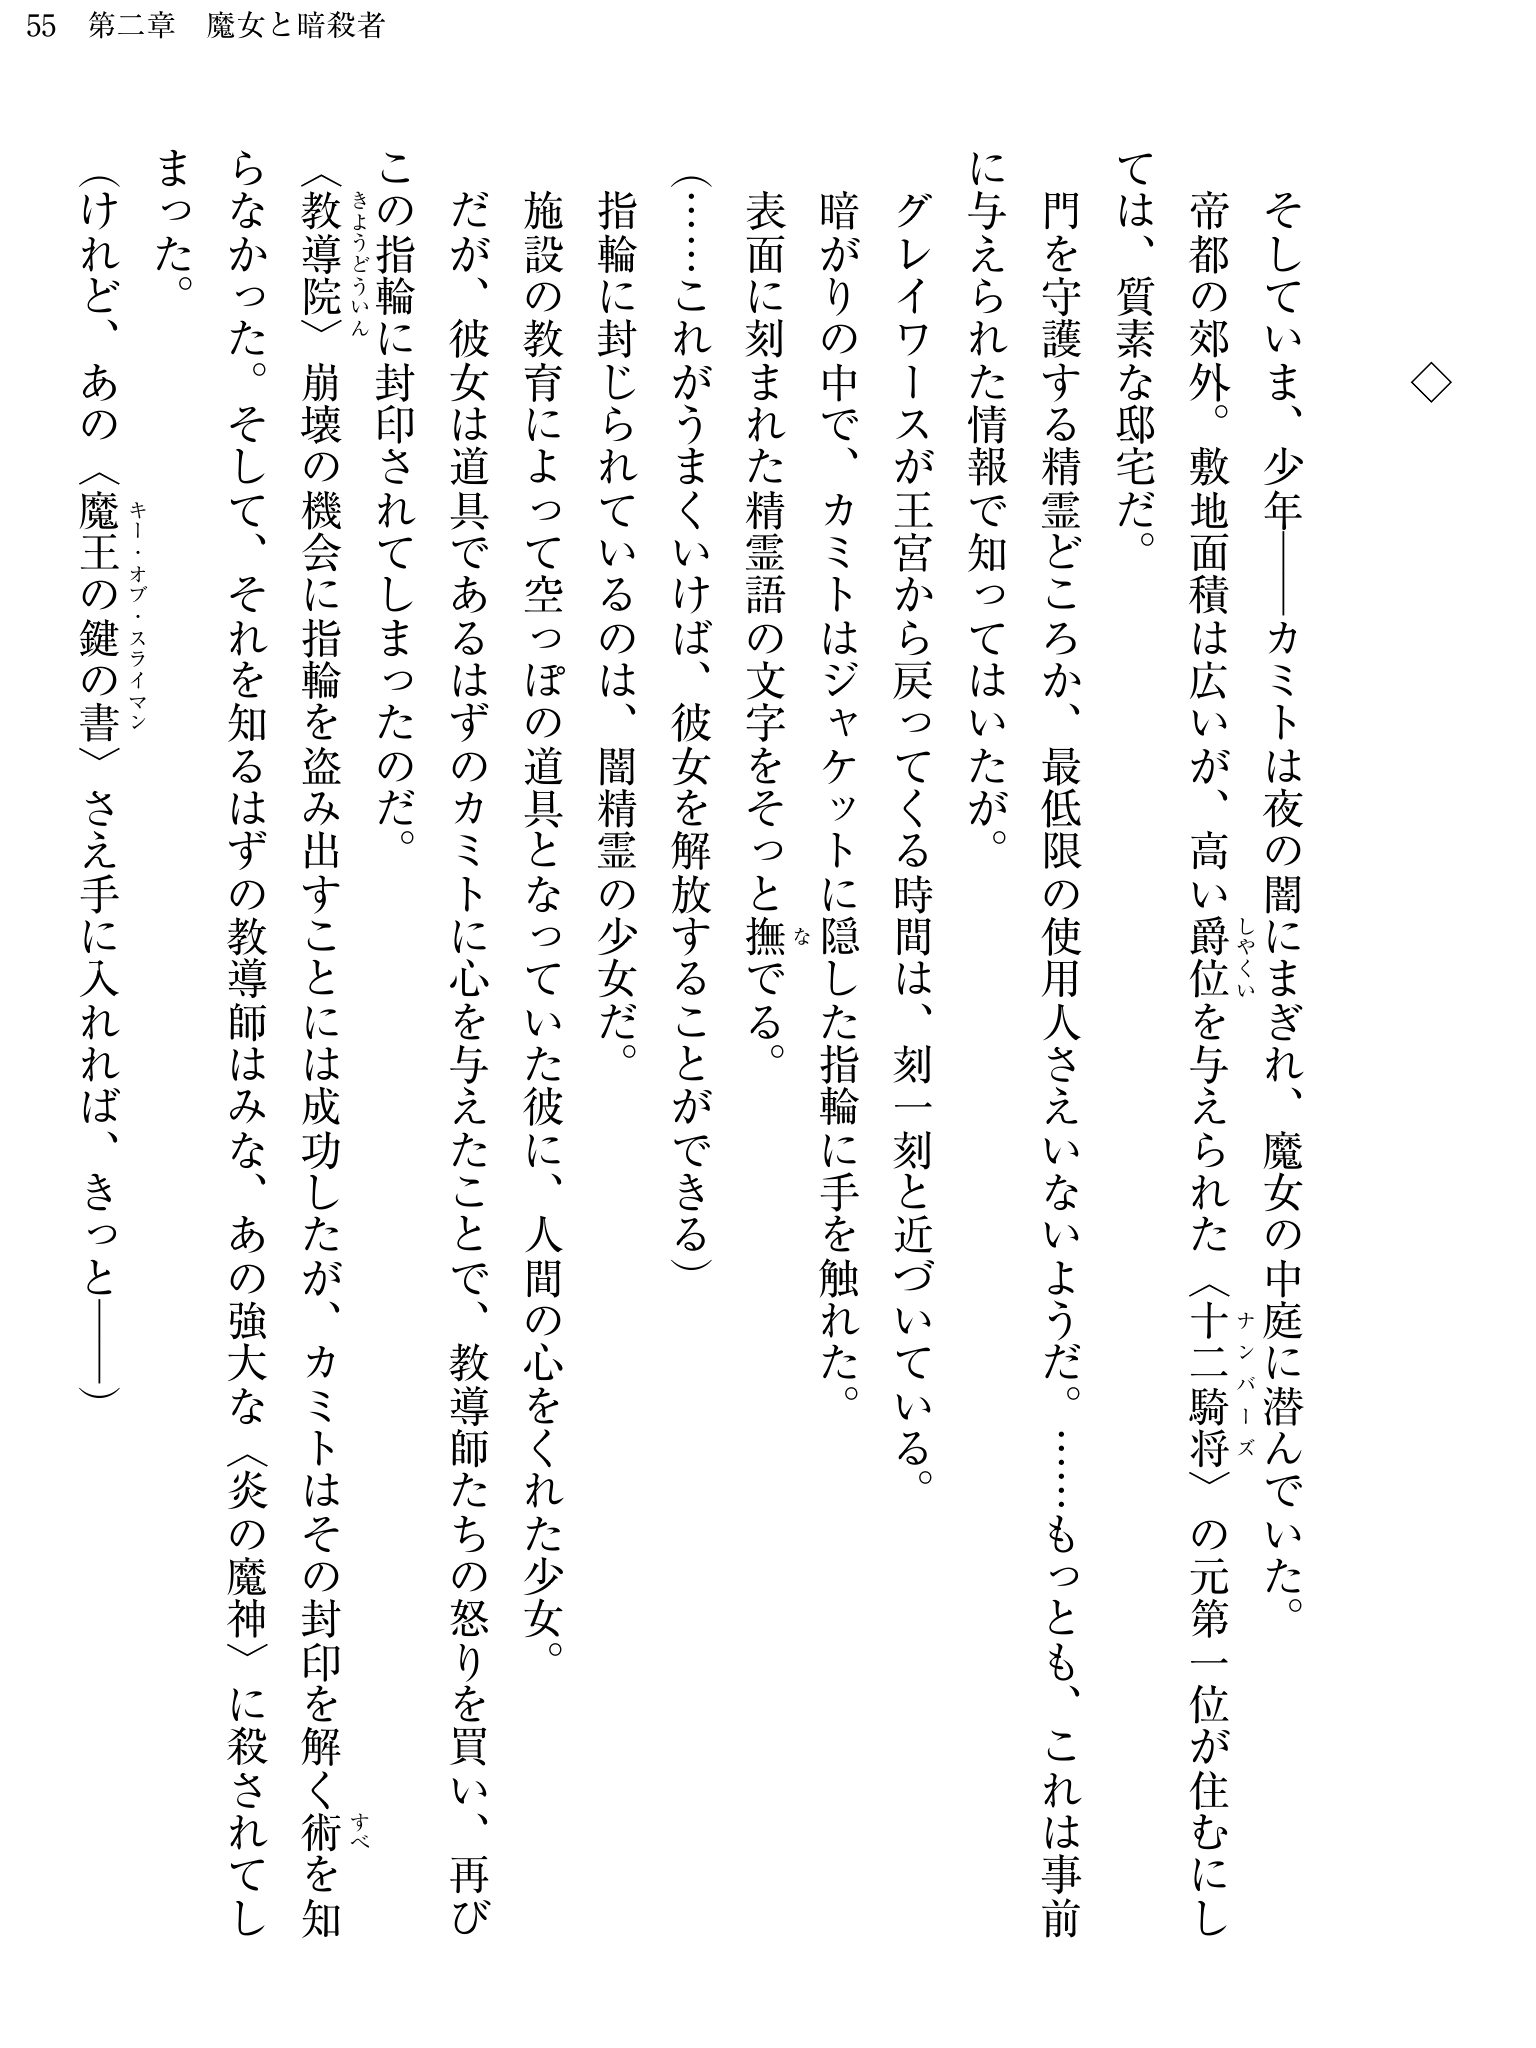 55 第二章 魔女と暗殺者
◇
そしていま、少年――カミトは夜の闇にまぎれ、魔女の中庭に潜んでいた。
帝都の郊外。敷地面積は広いが、高い爵位を与えられた〈十二騎将〉の元第一位が住むにし
しやくい
ナンバーズ
ては、質素な邸宅だ。
門を守護する精霊どころか、最低限の使用人さえいないようだ。……もっとも、これは事前
に与えられた情報で知ってはいたが。
グレイワースが王宮から戻ってくる時間は、刻一刻と近づいている。
暗がりの中で、カミトはジャケットに隠した指輪に手を触れた。
表面に刻まれた精霊語の文字をそっと撫でる。
な
(……これがうまくいけば、彼女を解放することができる)
指輪に封じられているのは、闇精霊の少女だ。
施設の教育によって空っぽの道具となっていた彼に、人間の心をくれた少女。
だが、彼女は道具であるはずのカミトに心を与えたことで、教導師たちの怒りを買い、再び
この指輪に封印されてしまったのだ。
〈教導院〉崩壊の機会に指輪を盗み出すことには成功したが、カミトはその封印を解く術を知
きようどういん
すべ
らなかった。そして、それを知るはずの教導師はみな、あの強大な〈炎の魔神〉に殺されてし
まった。
(けれど、あの〈魔王の鍵の書〉さえ手に入れれば、きっと――)
キー・オブ・スライマン